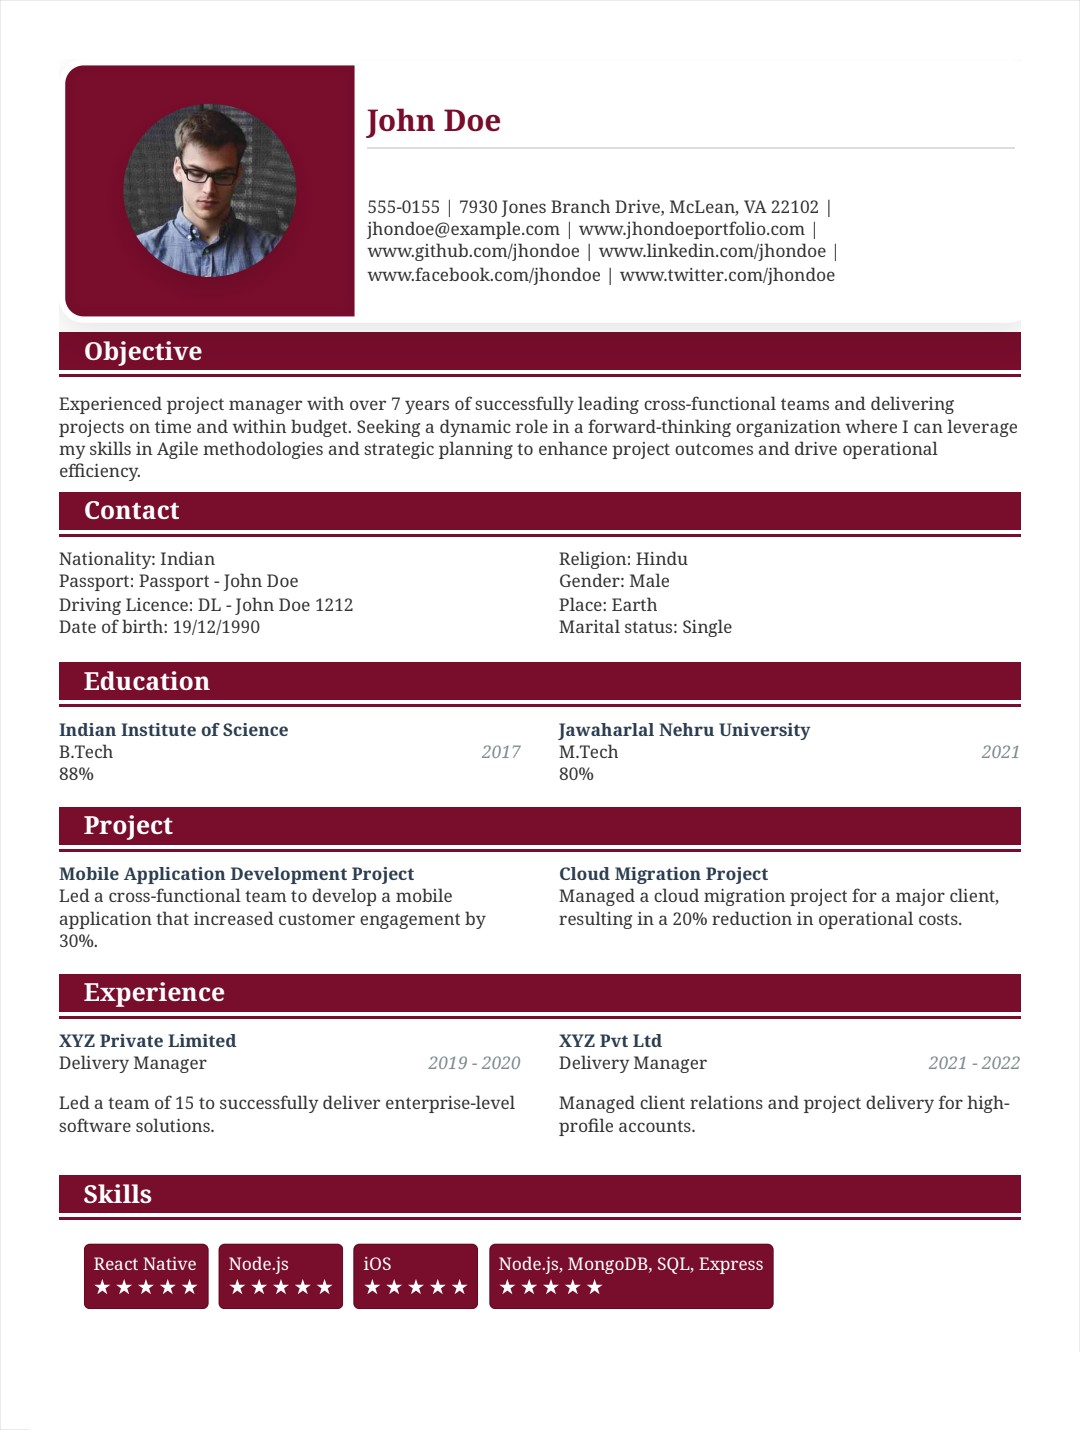 John Doe
555-0155 | 7930 Jones Branch Drive, McLean, VA 22102 |
jhondoe@example.com | www.jhondoeportfolio.com |
www.github.com/jhondoe | www.linkedin.com/jhondoe |
www.facebook.com/jhondoe | www.twitter.com/jhondoe
Objective
Experienced project manager with over 7 years of successfully leading cross-functional teams and delivering
projects on time and within budget. Seeking a dynamic role in a forward-thinking organization where I can leverage
my skills in Agile methodologies and strategic planning to enhance project outcomes and drive operational
efficiency.
Contact
Nationality: Indian
Passport: Passport - John Doe
Driving Licence: DL - John Doe 1212
Date of birth: 19/12/1990
Religion: Hindu
Gender: Male
Place: Earth
Marital status: Single
Education
Indian Institute of Science
B.Tech 2017
88%
Jawaharlal Nehru University
M.Tech 2021
80%
Project
Mobile Application Development Project
Led a cross-functional team to develop a mobile
application that increased customer engagement by
30%.
Cloud Migration Project
Managed a cloud migration project for a major client,
resulting in a 20% reduction in operational costs.
Experience
XYZ Private Limited
Delivery Manager 2019 - 2020
Led a team of 15 to successfully deliver enterprise-level
software solutions.
XYZ Pvt Ltd
Delivery Manager 2021 - 2022
Managed client relations and project delivery for high-
profile accounts.
Skills
React Native
★★★★★
Node.js
★★★★★
iOS
★★★★★
Node.js, MongoDB, SQL, Express
★★★★★